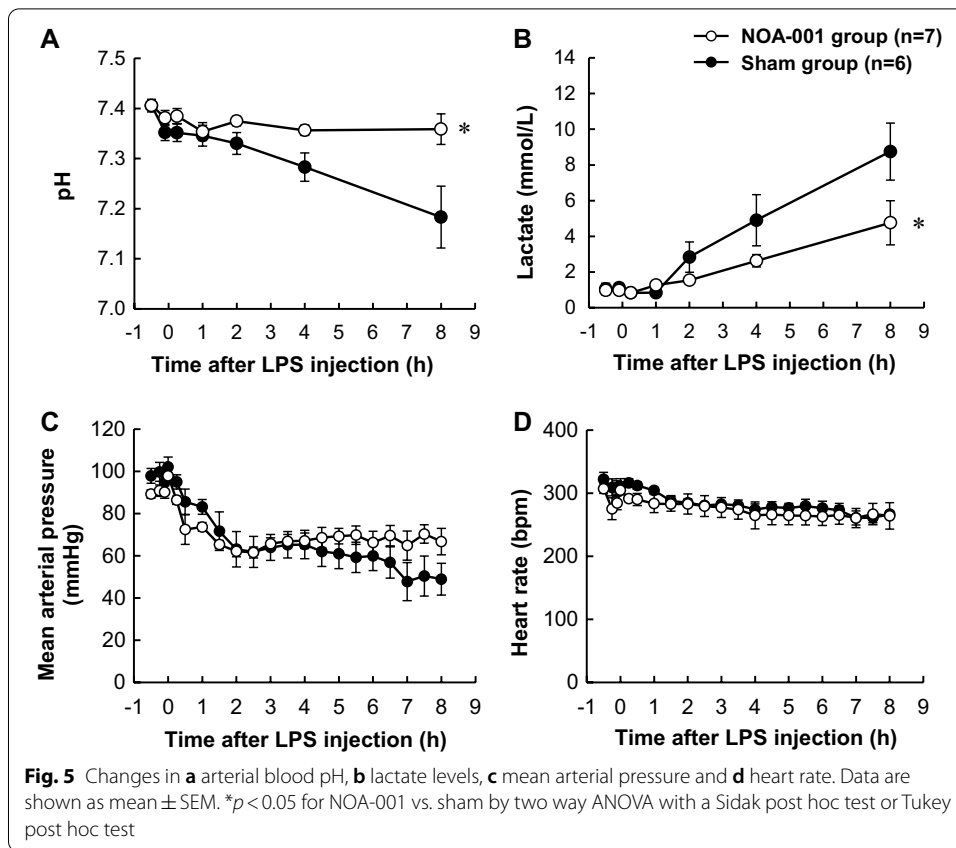 A
7.5
7.4
7.3
7.2
7.1
7.0
pH
*
-1 0 1 2 3 4 5 6 7 8 9
Time after LPS injection (h)
B
NOA-001 group (n=7)
Sham group (n=6)
14
12
10
8
6
4
2
0
Lactate (mmol/L)
*
-1 0 1 2 3 4 5 6 7 8 9
Time after LPS injection (h)
C
120
100
80
60
40
20
0
Mean arterial pressure
(mmHg)
-1 0 1 2 3 4 5 6 7 8 9
Time after LPS injection (h)
D
400
300
200
100
0
Heart rate (bpm)
-1 0 1 2 3 4 5 6 7 8 9
Time after LPS injection (h)
Fig. 5 Changes in a arterial blood pH, b lactate levels, c mean arterial pressure and d heart rate. Data are
shown as mean ± SEM. *p < 0.05 for NOA-001 vs. sham by two way ANOVA with a Sidak post hoc test or Tukey
post hoc test